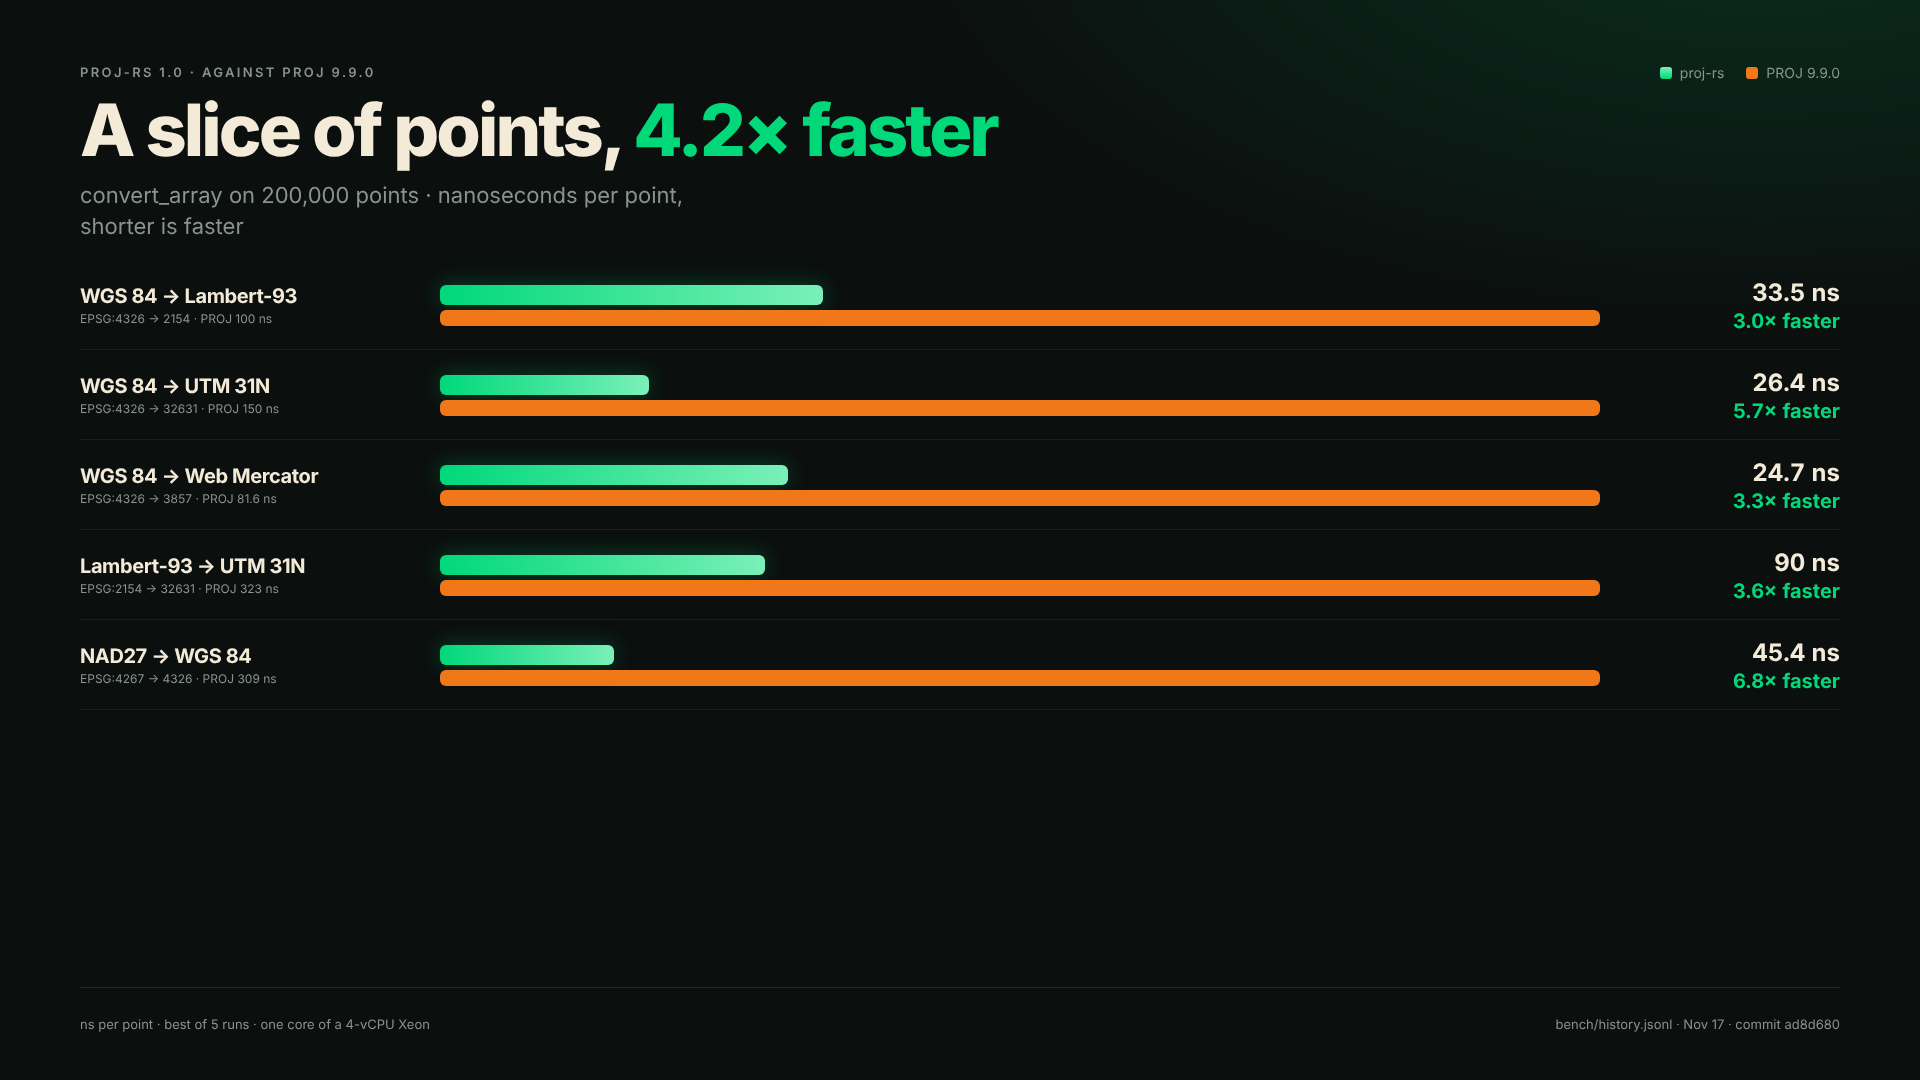 PROJ-RS 1.0 · AGAINST PROJ 9.9.0
proj-rs
PROJ 9.9.0
A slice of points, 4.2× faster
convert_array on 200,000 points · nanoseconds per point,
shorter is faster
WGS 84 → Lambert-93
EPSG:4326 → 2154 · PROJ 100 ns
33.5 ns
3.0× faster
WGS 84 → UTM 31N
EPSG:4326 → 32631 · PROJ 150 ns
26.4 ns
5.7× faster
WGS 84 → Web Mercator
EPSG:4326 → 3857 · PROJ 81.6 ns
24.7 ns
3.3× faster
Lambert-93 → UTM 31N
EPSG:2154 → 32631 · PROJ 323 ns
90 ns
3.6× faster
NAD27 → WGS 84
EPSG:4267 → 4326 · PROJ 309 ns
45.4 ns
6.8× faster
ns per point · best of 5 runs · one core of a 4-vCPU Xeon
bench/history.jsonl · Nov 17 · commit ad8d680